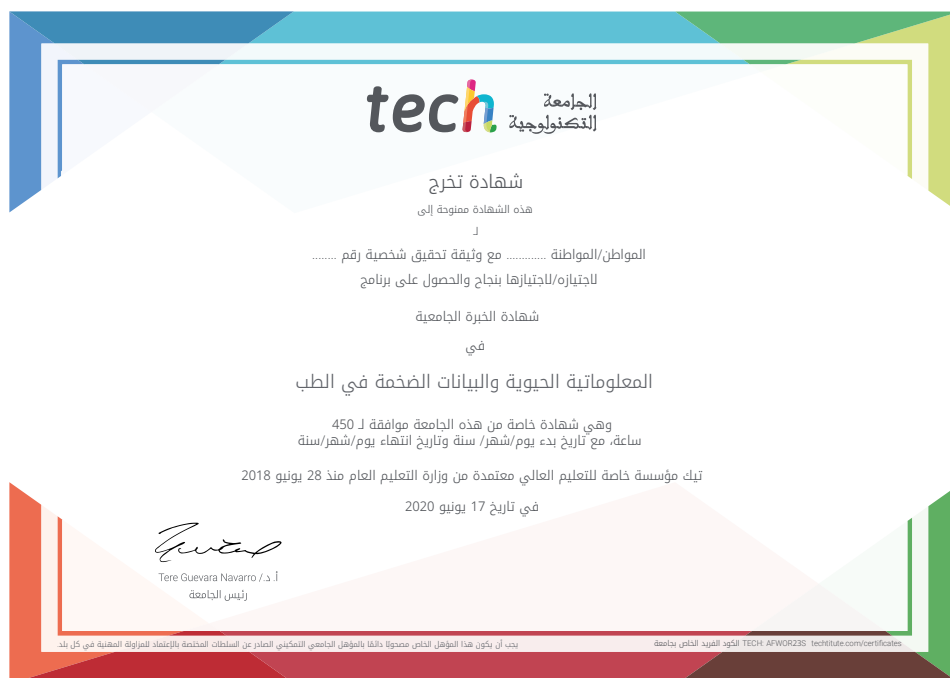 tech الجامعة
التكنولوجية
شهادة تخرج
هذه الشهادة ممنوحة إلى
لـ
المواطن/المواطنة ............ مع وثيقة تحقيق شخصية رقم ........
لاجتيازه/لاجتيازها بنجاح والحصول على برنامج
شهادة الخبرة الجامعية
في
المعلوماتية الحيوية والبيانات الضخمة في الطب
وهي شهادة خاصة من هذه الجامعة موافقة لـ 450
ساعة، مع تاريخ بدء يوم/شهر/ سنة وتاريخ انتهاء يوم/شهر/سنة
تيك مؤسسة خاصة للتعليم العالي معتمدة من وزارة التعليم العام منذ 28 يونيو 2018
في تاريخ 17 يونيو 2020
أ. د./ Tere Guevara Navarro
رئيس الجامعة
يجب أن يكون هذا المؤهل الخاص مصحوبًا دائمًا بالمؤهل الجامعي التمكيني الصادر عن السلطات المختصة بالإعتماد للمزاولة المهنية في كل بلد.
الكود الفريد الخاص بجامعة TECH: AFWOR23S techtitute.com/certificates